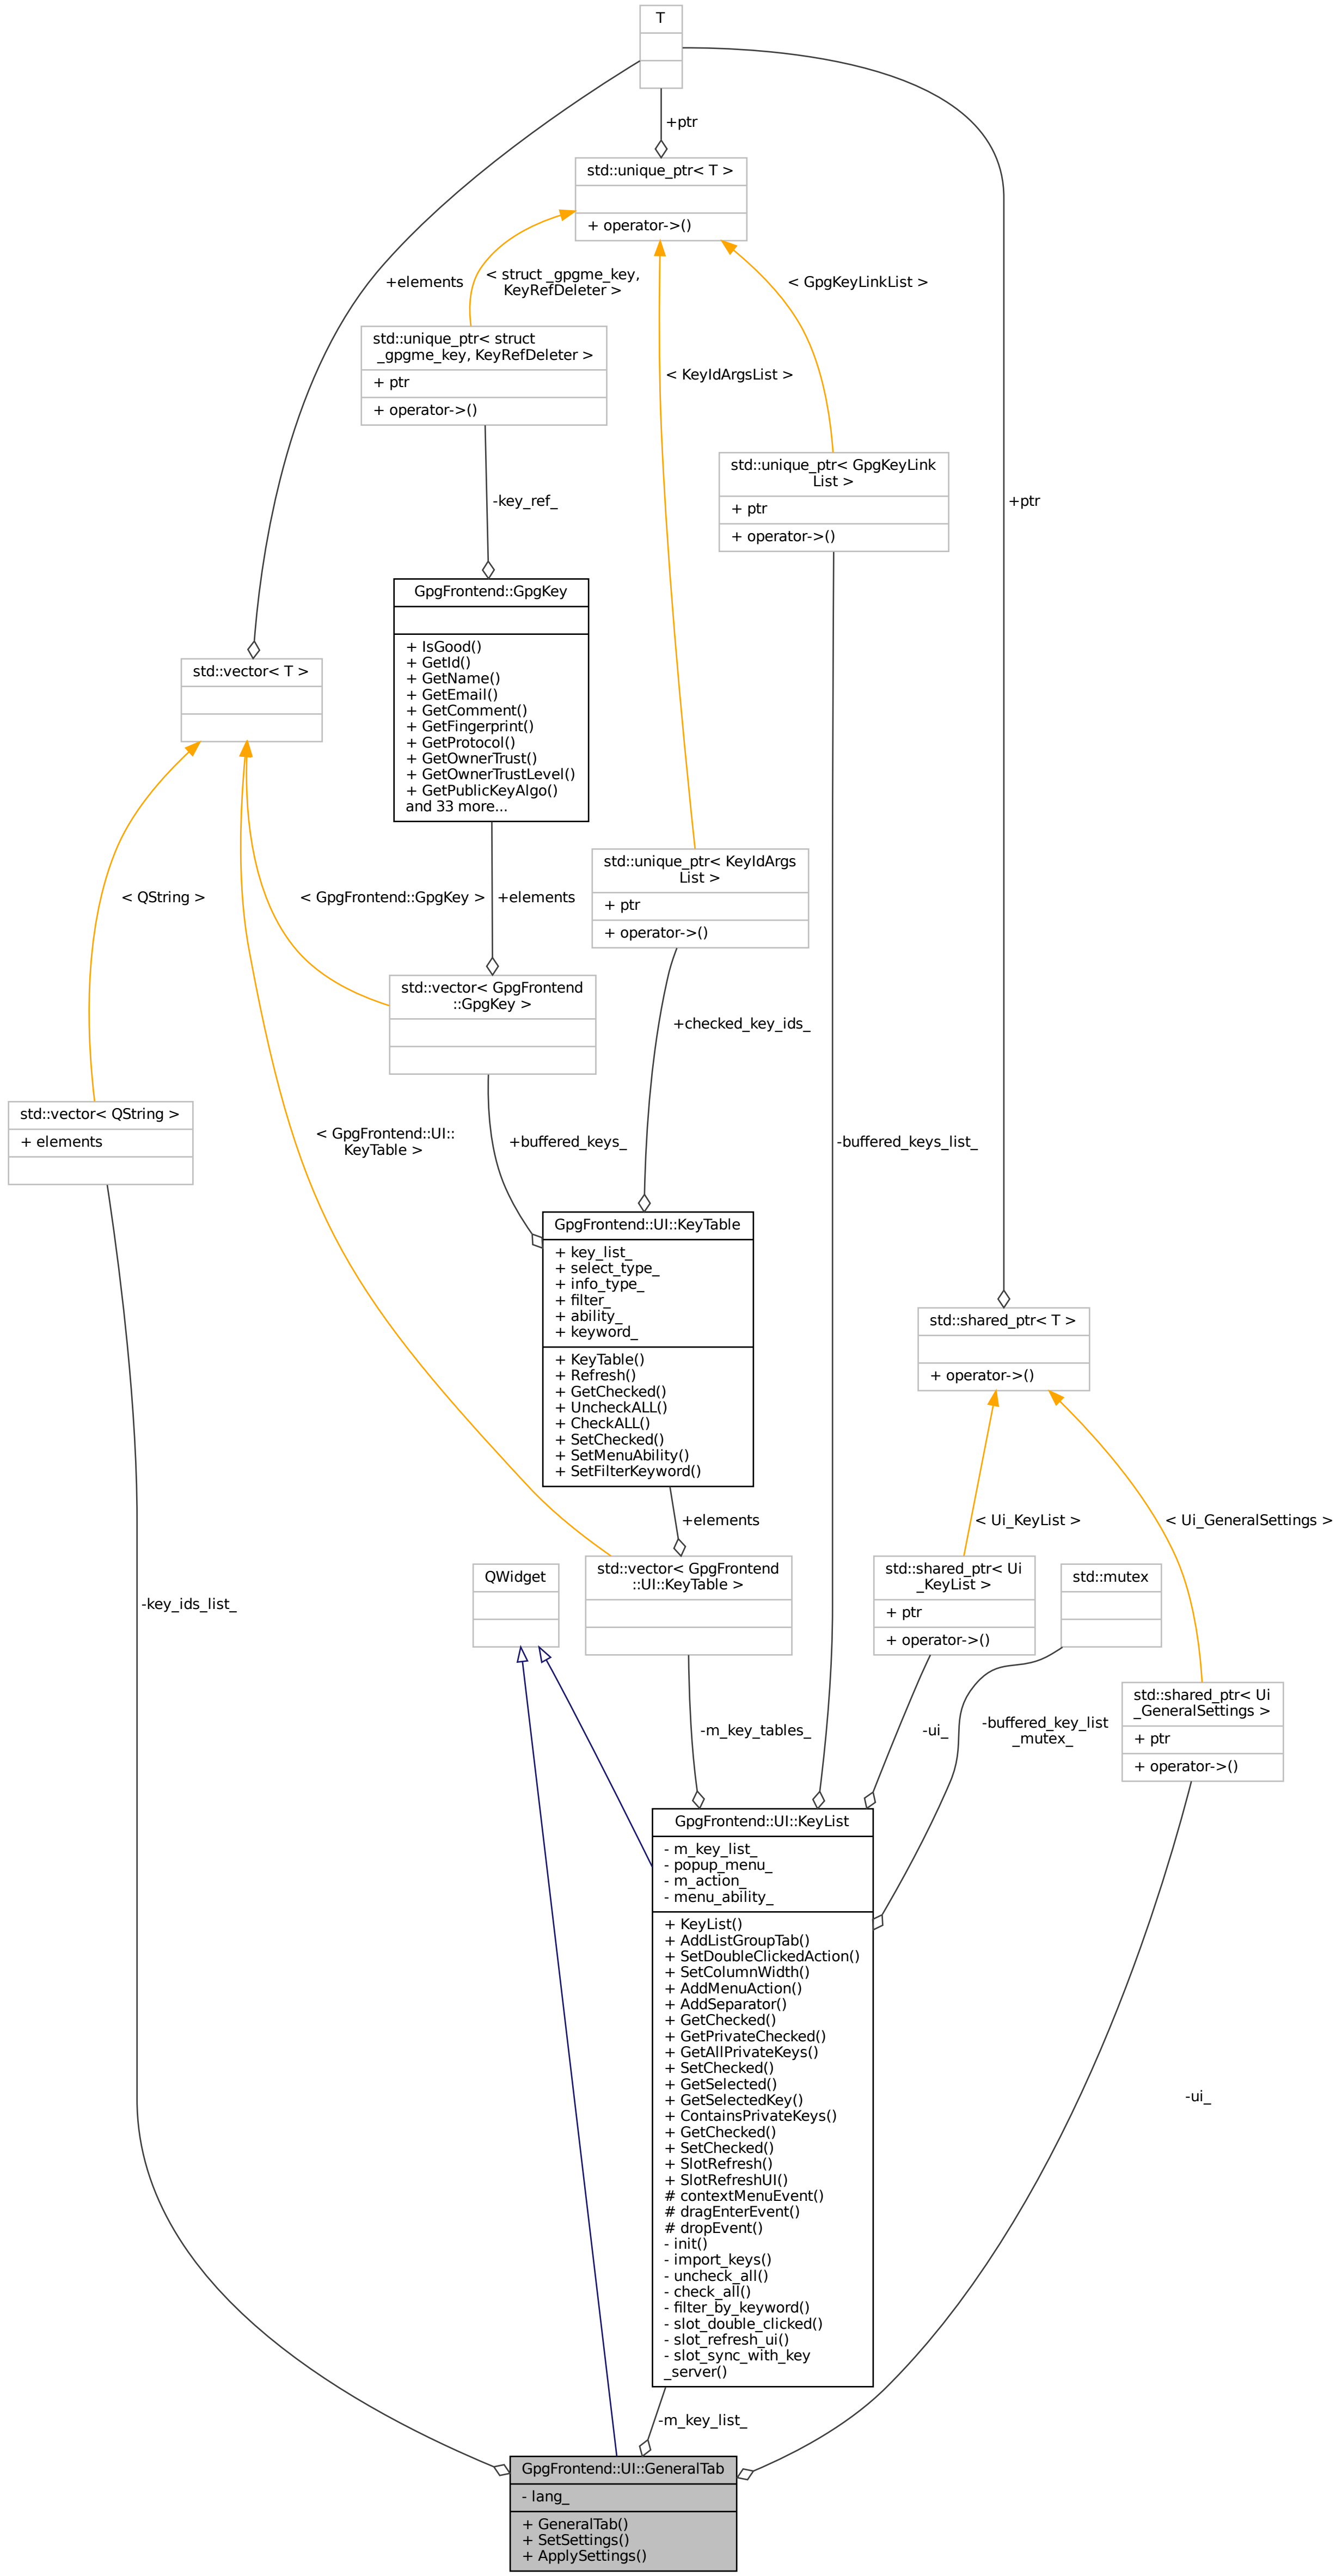 T
+ptr
std::unique_ptr< T >
+ operator->()
+elements
< struct _gpgme_key,
KeyRefDeleter >
< GpgKeyLinkList >
std::unique_ptr< struct
_gpgme_key, KeyRefDeleter >
+ ptr
+ operator->()
< KeyIdArgsList >
std::unique_ptr< GpgKeyLink
List >
+ ptr
+ operator->()
-key_ref_
+ptr
GpgFrontend::GpgKey
+ IsGood()
+ GetId()
+ GetName()
+ GetEmail()
+ GetComment()
+ GetFingerprint()
+ GetProtocol()
+ GetOwnerTrust()
+ GetOwnerTrustLevel()
+ GetPublicKeyAlgo()
and 33 more...
std::vector< T >
std::unique_ptr< KeyIdArgs
List >
+ ptr
+ operator->()
< QString >
< GpgFrontend::GpgKey >
+elements
std::vector< GpgFrontend
::GpgKey >
+checked_key_ids_
std::vector< QString >
+ elements
< GpgFrontend::UI::
KeyTable >
+buffered_keys_
-buffered_keys_list_
GpgFrontend::UI::KeyTable
+ key_list_
+ select_type_
+ info_type_
+ filter_
+ ability_
+ keyword_
+ KeyTable()
+ Refresh()
+ GetChecked()
+ UncheckALL()
+ CheckALL()
+ SetChecked()
+ SetMenuAbility()
+ SetFilterKeyword()
std::shared_ptr< T >
+ operator->()
+elements
< Ui_KeyList >
< Ui_GeneralSettings >
QWidget
std::vector< GpgFrontend
::UI::KeyTable >
std::shared_ptr< Ui
_KeyList >
+ ptr
+ operator->()
std::mutex
-key_ids_list_
std::shared_ptr< Ui
_GeneralSettings >
+ ptr
+ operator->()
-m_key_tables_
-ui_
-buffered_key_list
_mutex_
GpgFrontend::UI::KeyList
- m_key_list_
- popup_menu_
- m_action_
- menu_ability_
+ KeyList()
+ AddListGroupTab()
+ SetDoubleClickedAction()
+ SetColumnWidth()
+ AddMenuAction()
+ AddSeparator()
+ GetChecked()
+ GetPrivateChecked()
+ GetAllPrivateKeys()
+ SetChecked()
+ GetSelected()
+ GetSelectedKey()
+ ContainsPrivateKeys()
+ GetChecked()
+ SetChecked()
+ SlotRefresh()
+ SlotRefreshUI()
# contextMenuEvent()
# dragEnterEvent()
# dropEvent()
- init()
- import_keys()
- uncheck_all()
- check_all()
- filter_by_keyword()
- slot_double_clicked()
- slot_refresh_ui()
- slot_sync_with_key
_server()
-ui_
-m_key_list_
GpgFrontend::UI::GeneralTab
- lang_
+ GeneralTab()
+ SetSettings()
+ ApplySettings()